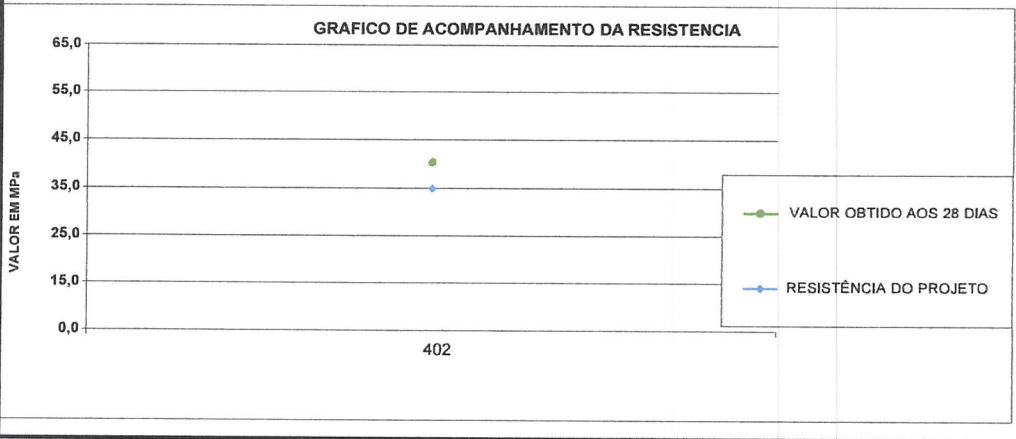 GRAFICO DE ACOMPANHAMENTO DA RESISTENCIA
VALOR EM MPa
65,0
55,0
45,0
35,0
25,0
15,0
0,0
402
VALOR OBTIDO AOS 28 DIAS
RESISTÊNCIA DO PROJETO